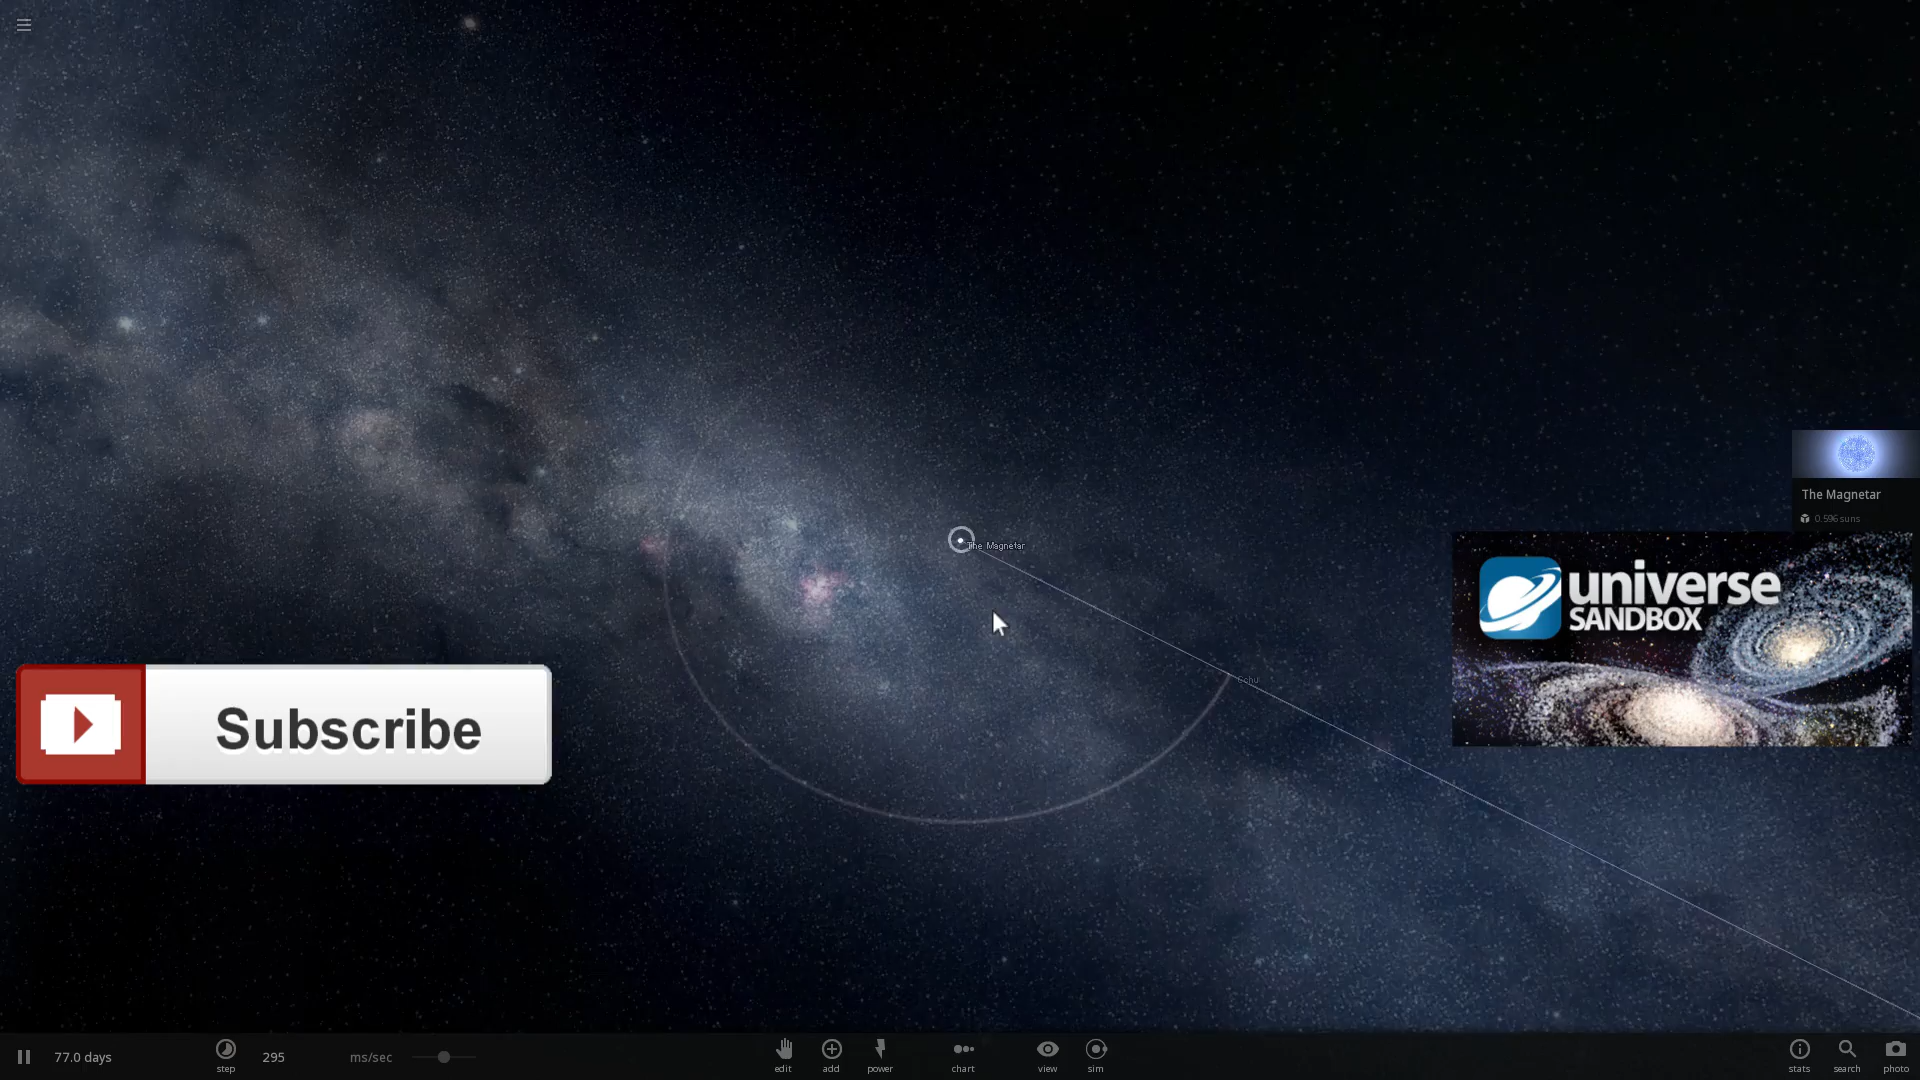 The Magnetar
0.596 suns
The Magnetar
universe
SANDBOX
Subscribe
77.0 days
step
295
ms/sec
edit
add
power
chart
view
sim
stats
search
photo